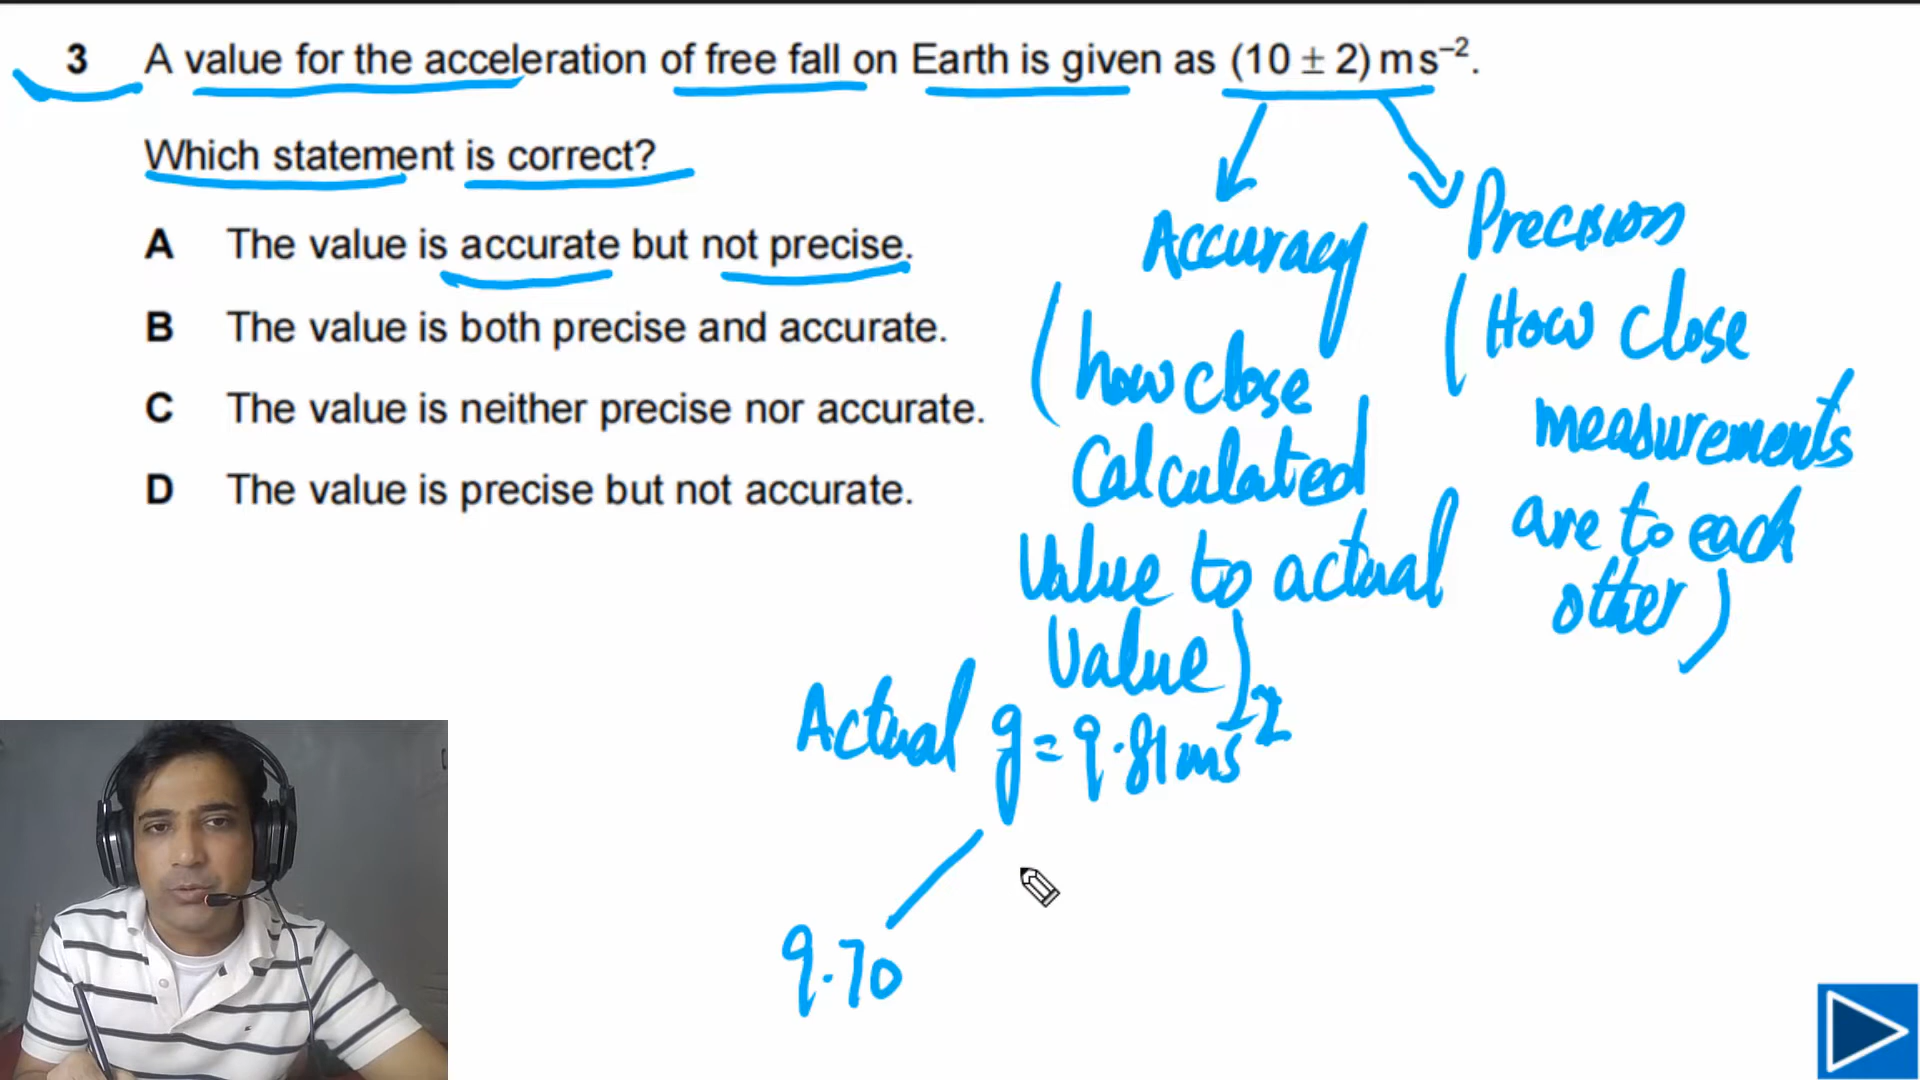 3 A value for the acceleration of free fall on Earth is given as (10 ± 2) m s⁻².
Which statement is correct?
A The value is accurate but not precise.
B The value is both precise and accurate.
C The value is neither precise nor accurate.
D The value is precise but not accurate.
Accuracy
(how close
Calculated
Value to actual
Value)
Precision
(How close
measurements
are to each
other)
Actual g = 9.81 ms⁻²
9.70